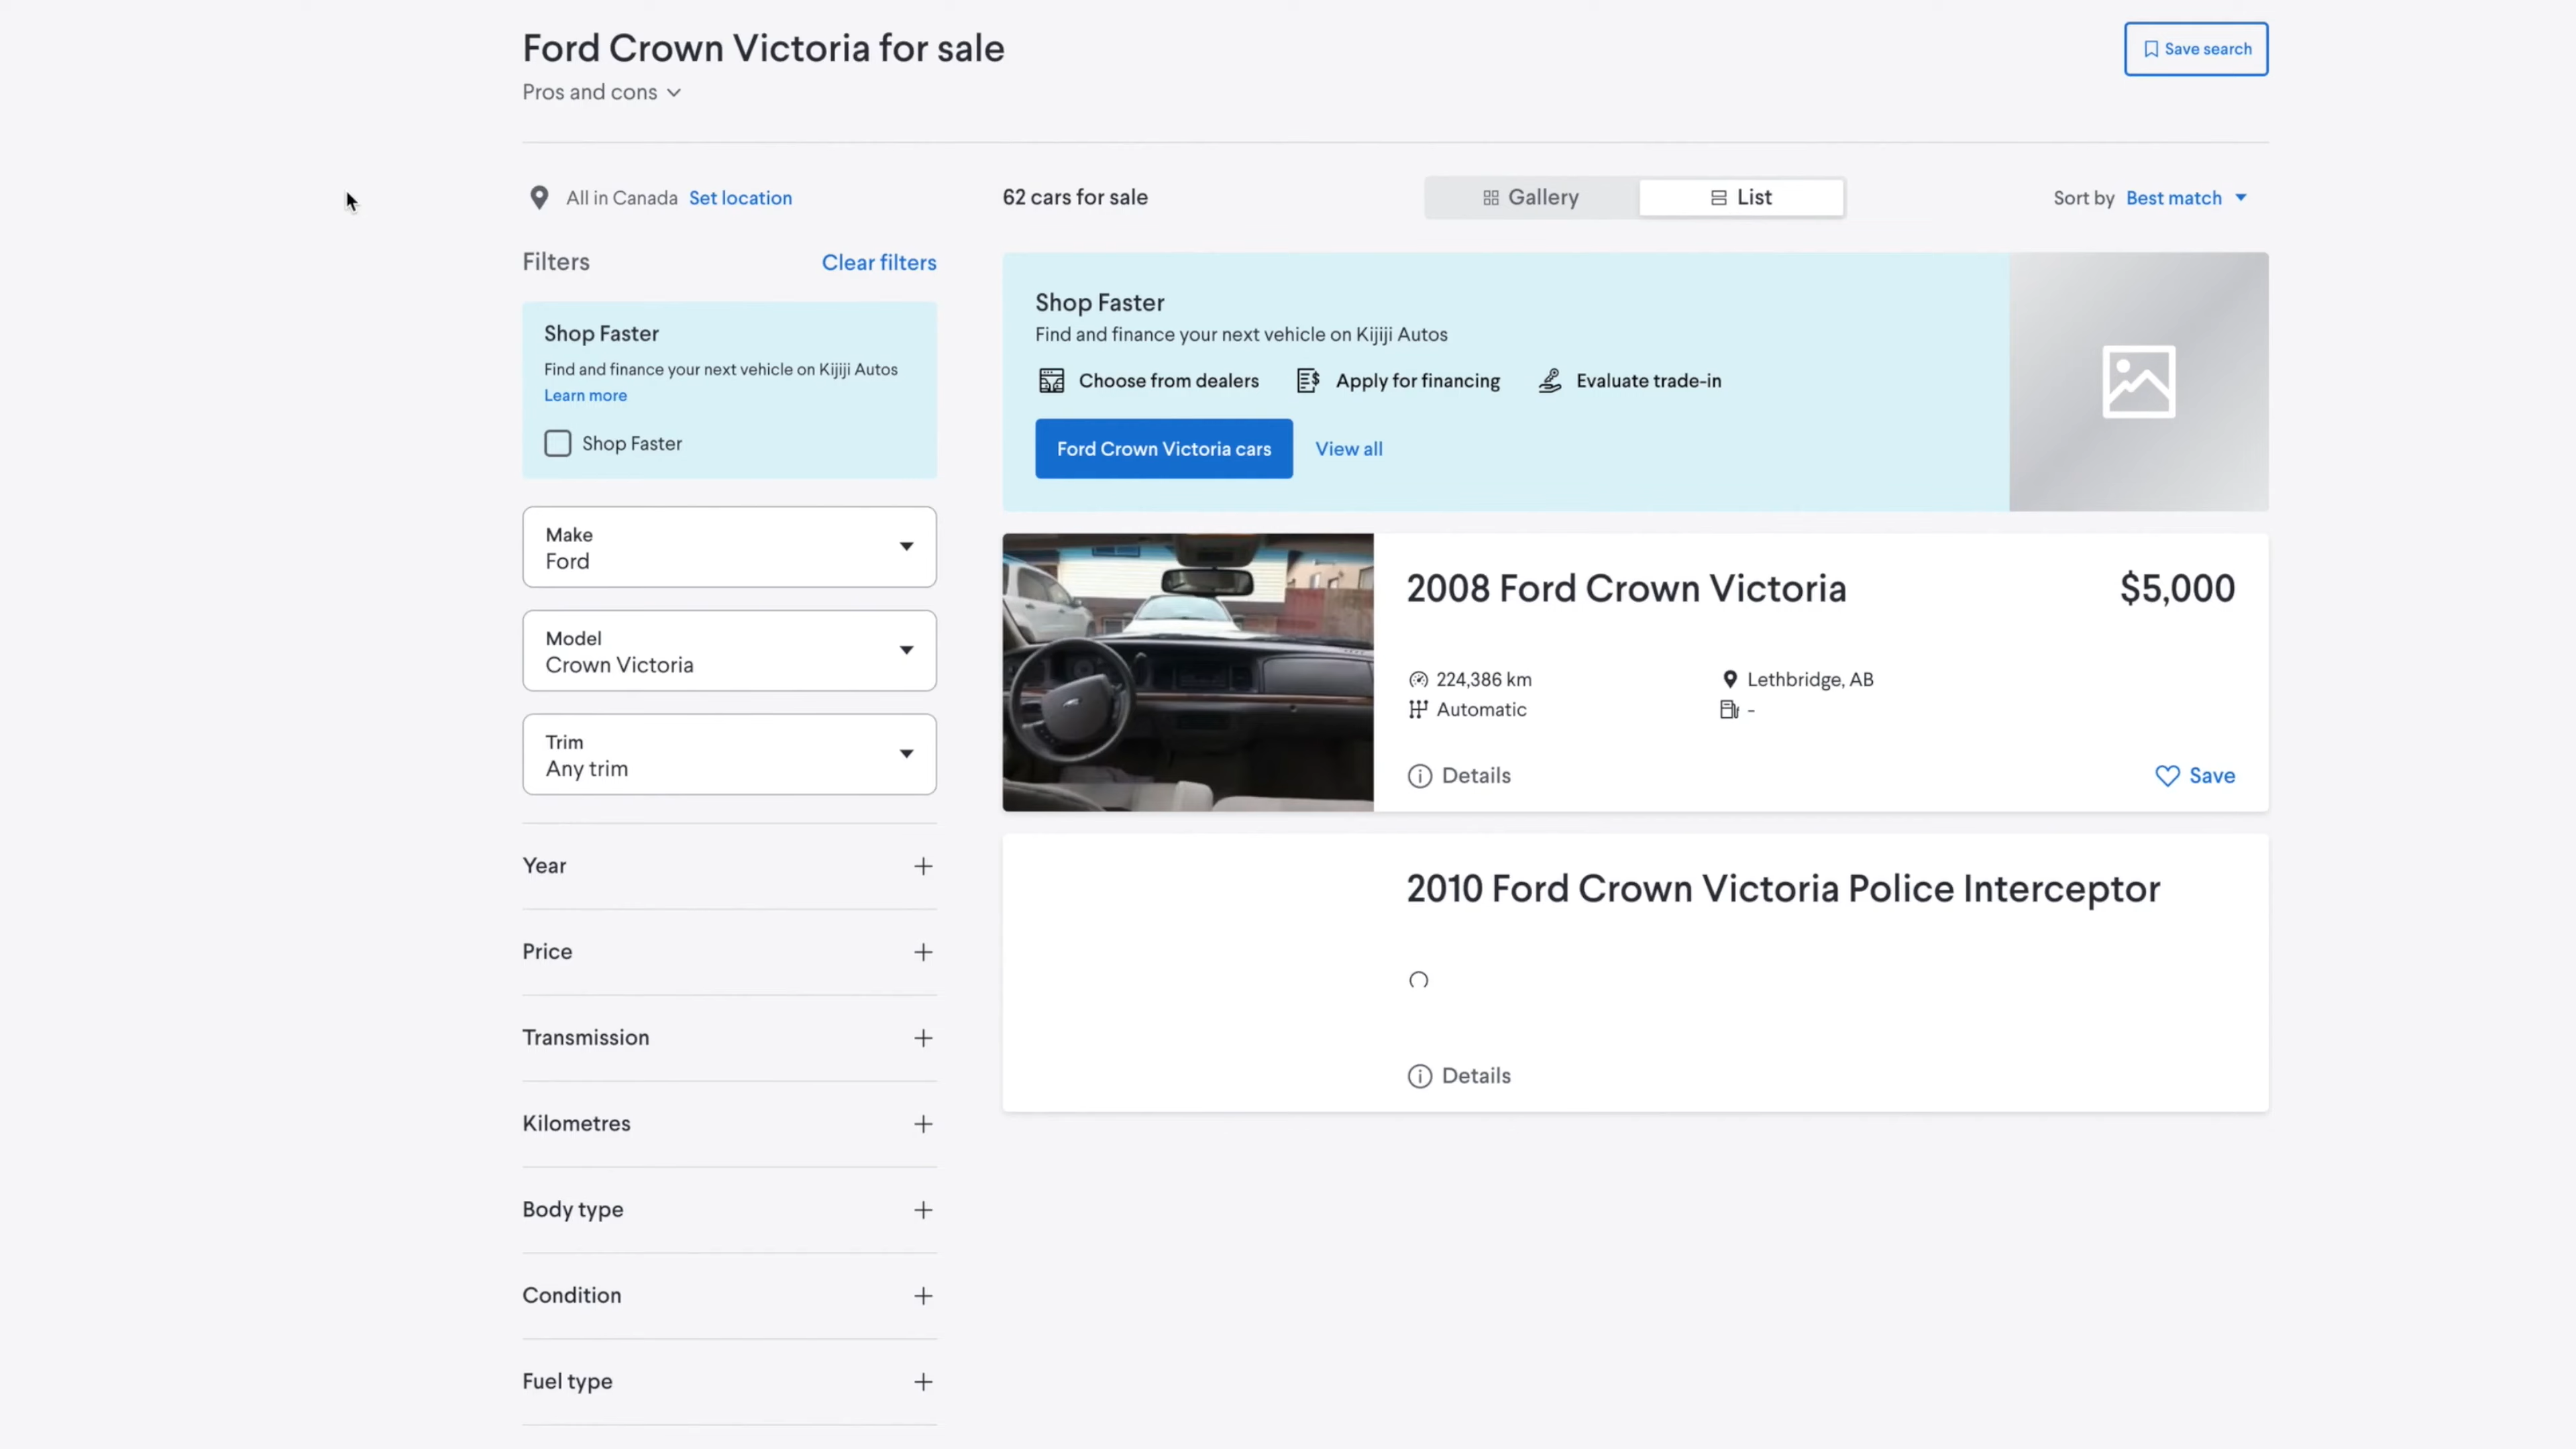 Ford Crown Victoria for sale
Save search
Pros and cons
All in Canada Set location
62 cars for sale
Gallery
List
Sort by Best match
Filters
Clear filters
Shop Faster
Find and finance your next vehicle on Kijiji Autos
Learn more
Shop Faster
Make
Ford
Model
Crown Victoria
Trim
Any trim
Year
Price
Transmission
Kilometres
Body type
Condition
Fuel type
Shop Faster
Find and finance your next vehicle on Kijiji Autos
Choose from dealers
Apply for financing
Evaluate trade-in
Ford Crown Victoria cars
View all
2008 Ford Crown Victoria
$5,000
224,386 km
Lethbridge, AB
Automatic
-
Details
Save
2010 Ford Crown Victoria Police Interceptor
Details